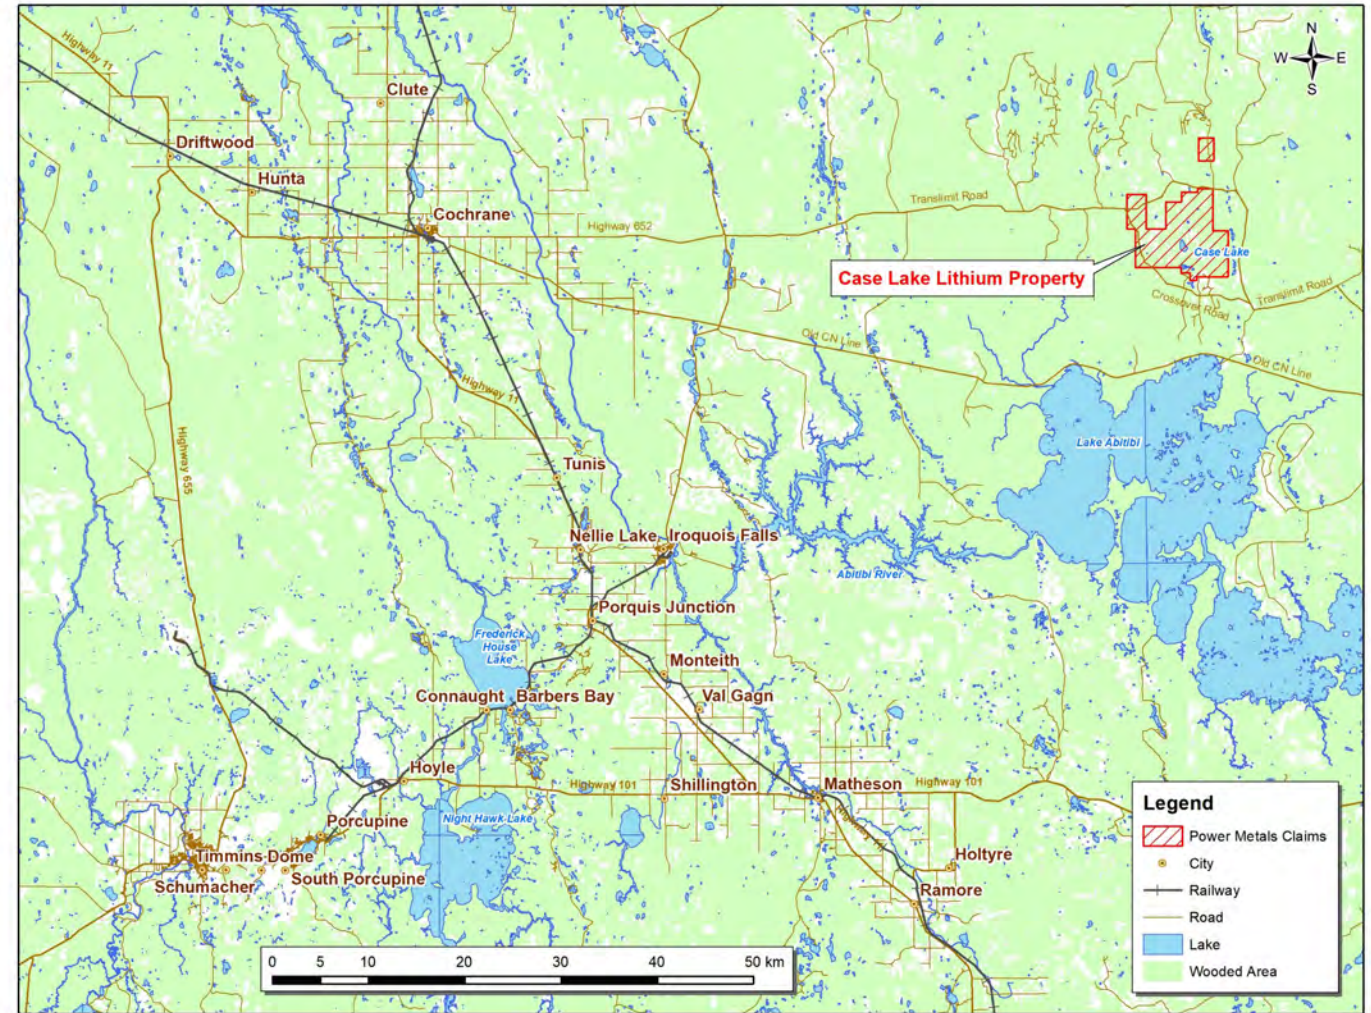 Highway 11
N
W
E
S
Clute
Driftwood
Hunta
Translimit Road
Cochrane
Highway 652
Case Lake
Case Lake Lithium Property
Crossover Road
Translimit Road
Old CN Line
Old CN Line
Highway 11
Highway 655
Lake Abitibi
Tunis
Nellie Lake
Iroquois Falls
Abitibi River
Porquis Junction
Frederick
House
Lake
Monteith
Connaught
Barbers Bay
Val Gagn
Hoyle
Highway 101
Shillington
Matheson
Highway 101
Night Hawk Lake
Porcupine
Timmins Dome
Schumacher
South Porcupine
Holtyre
Ramore
Legend
Power Metals Claims
City
Railway
Road
Lake
Wooded Area
0 5 10 20 30 40 50 km